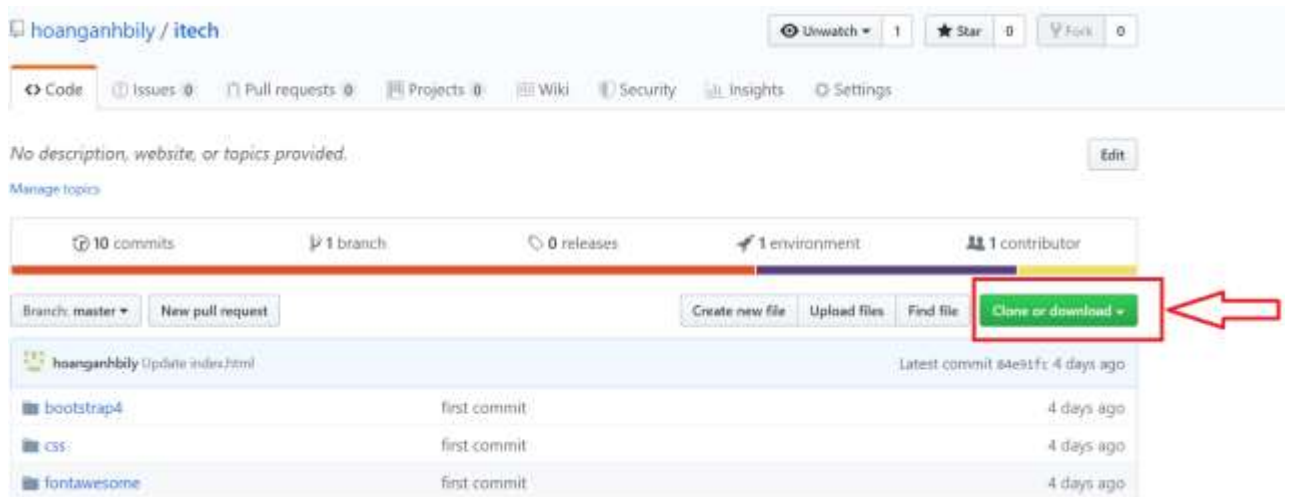 hoanganhbily / itech Unwatch 1 Star 0 Fork 0
Code Issues 0 Pull requests 0 Projects 0 Wiki Security Insights Settings
No description, website, or topics provided. Edit
Manage topics
10 commits 1 branch 0 releases 1 environment 1 contributor
Branch: master New pull request Create new file Upload files Find file Clone or download
hoanganhbily Update index.html Latest commit 84e91fc 4 days ago
bootstrap4 first commit 4 days ago
css first commit 4 days ago
fontawesome first commit 4 days ago